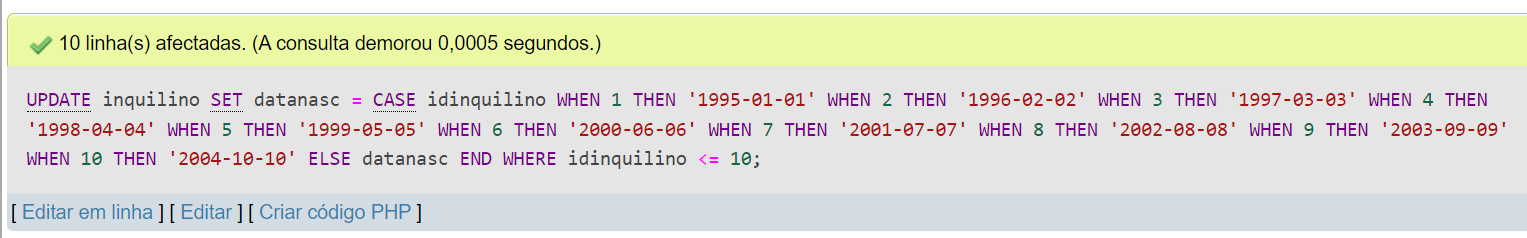 10 linha(s) afectadas. (A consulta demorou 0,0005 segundos.)
UPDATE inquilino SET datanasc = CASE idinquilino WHEN 1 THEN '1995-01-01' WHEN 2 THEN '1996-02-02' WHEN 3 THEN '1997-03-03' WHEN 4 THEN
'1998-04-04' WHEN 5 THEN '1999-05-05' WHEN 6 THEN '2000-06-06' WHEN 7 THEN '2001-07-07' WHEN 8 THEN '2002-08-08' WHEN 9 THEN '2003-09-09'
WHEN 10 THEN '2004-10-10' ELSE datanasc END WHERE idinquilino <= 10;
[ Editar em linha ] [ Editar ] [ Criar código PHP ]